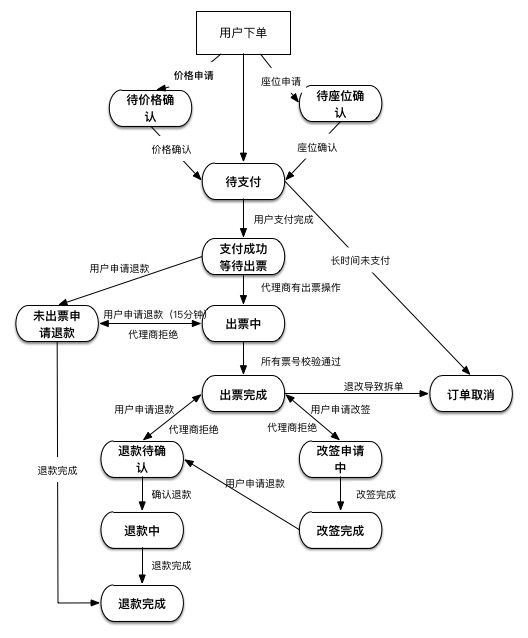 用户下单
价格申请
座位申请
待价格确
认
待座位确
认
价格确认
座位确认
待支付
用户支付完成
支付成功
等待出票
长时间未支付
用户申请退款
代理商有出票操作
未出票申
请退款
用户申请退款（15分钟）
代理商拒绝
出票中
所有票号校验通过
出票完成
退改导致拆单
订单取消
用户申请退款
代理商拒绝
用户申请改签
代理商拒绝
退款待确
认
改签申请
中
退款完成
用户申请退款
确认退款
改签完成
退款中
改签完成
退款完成
退款完成